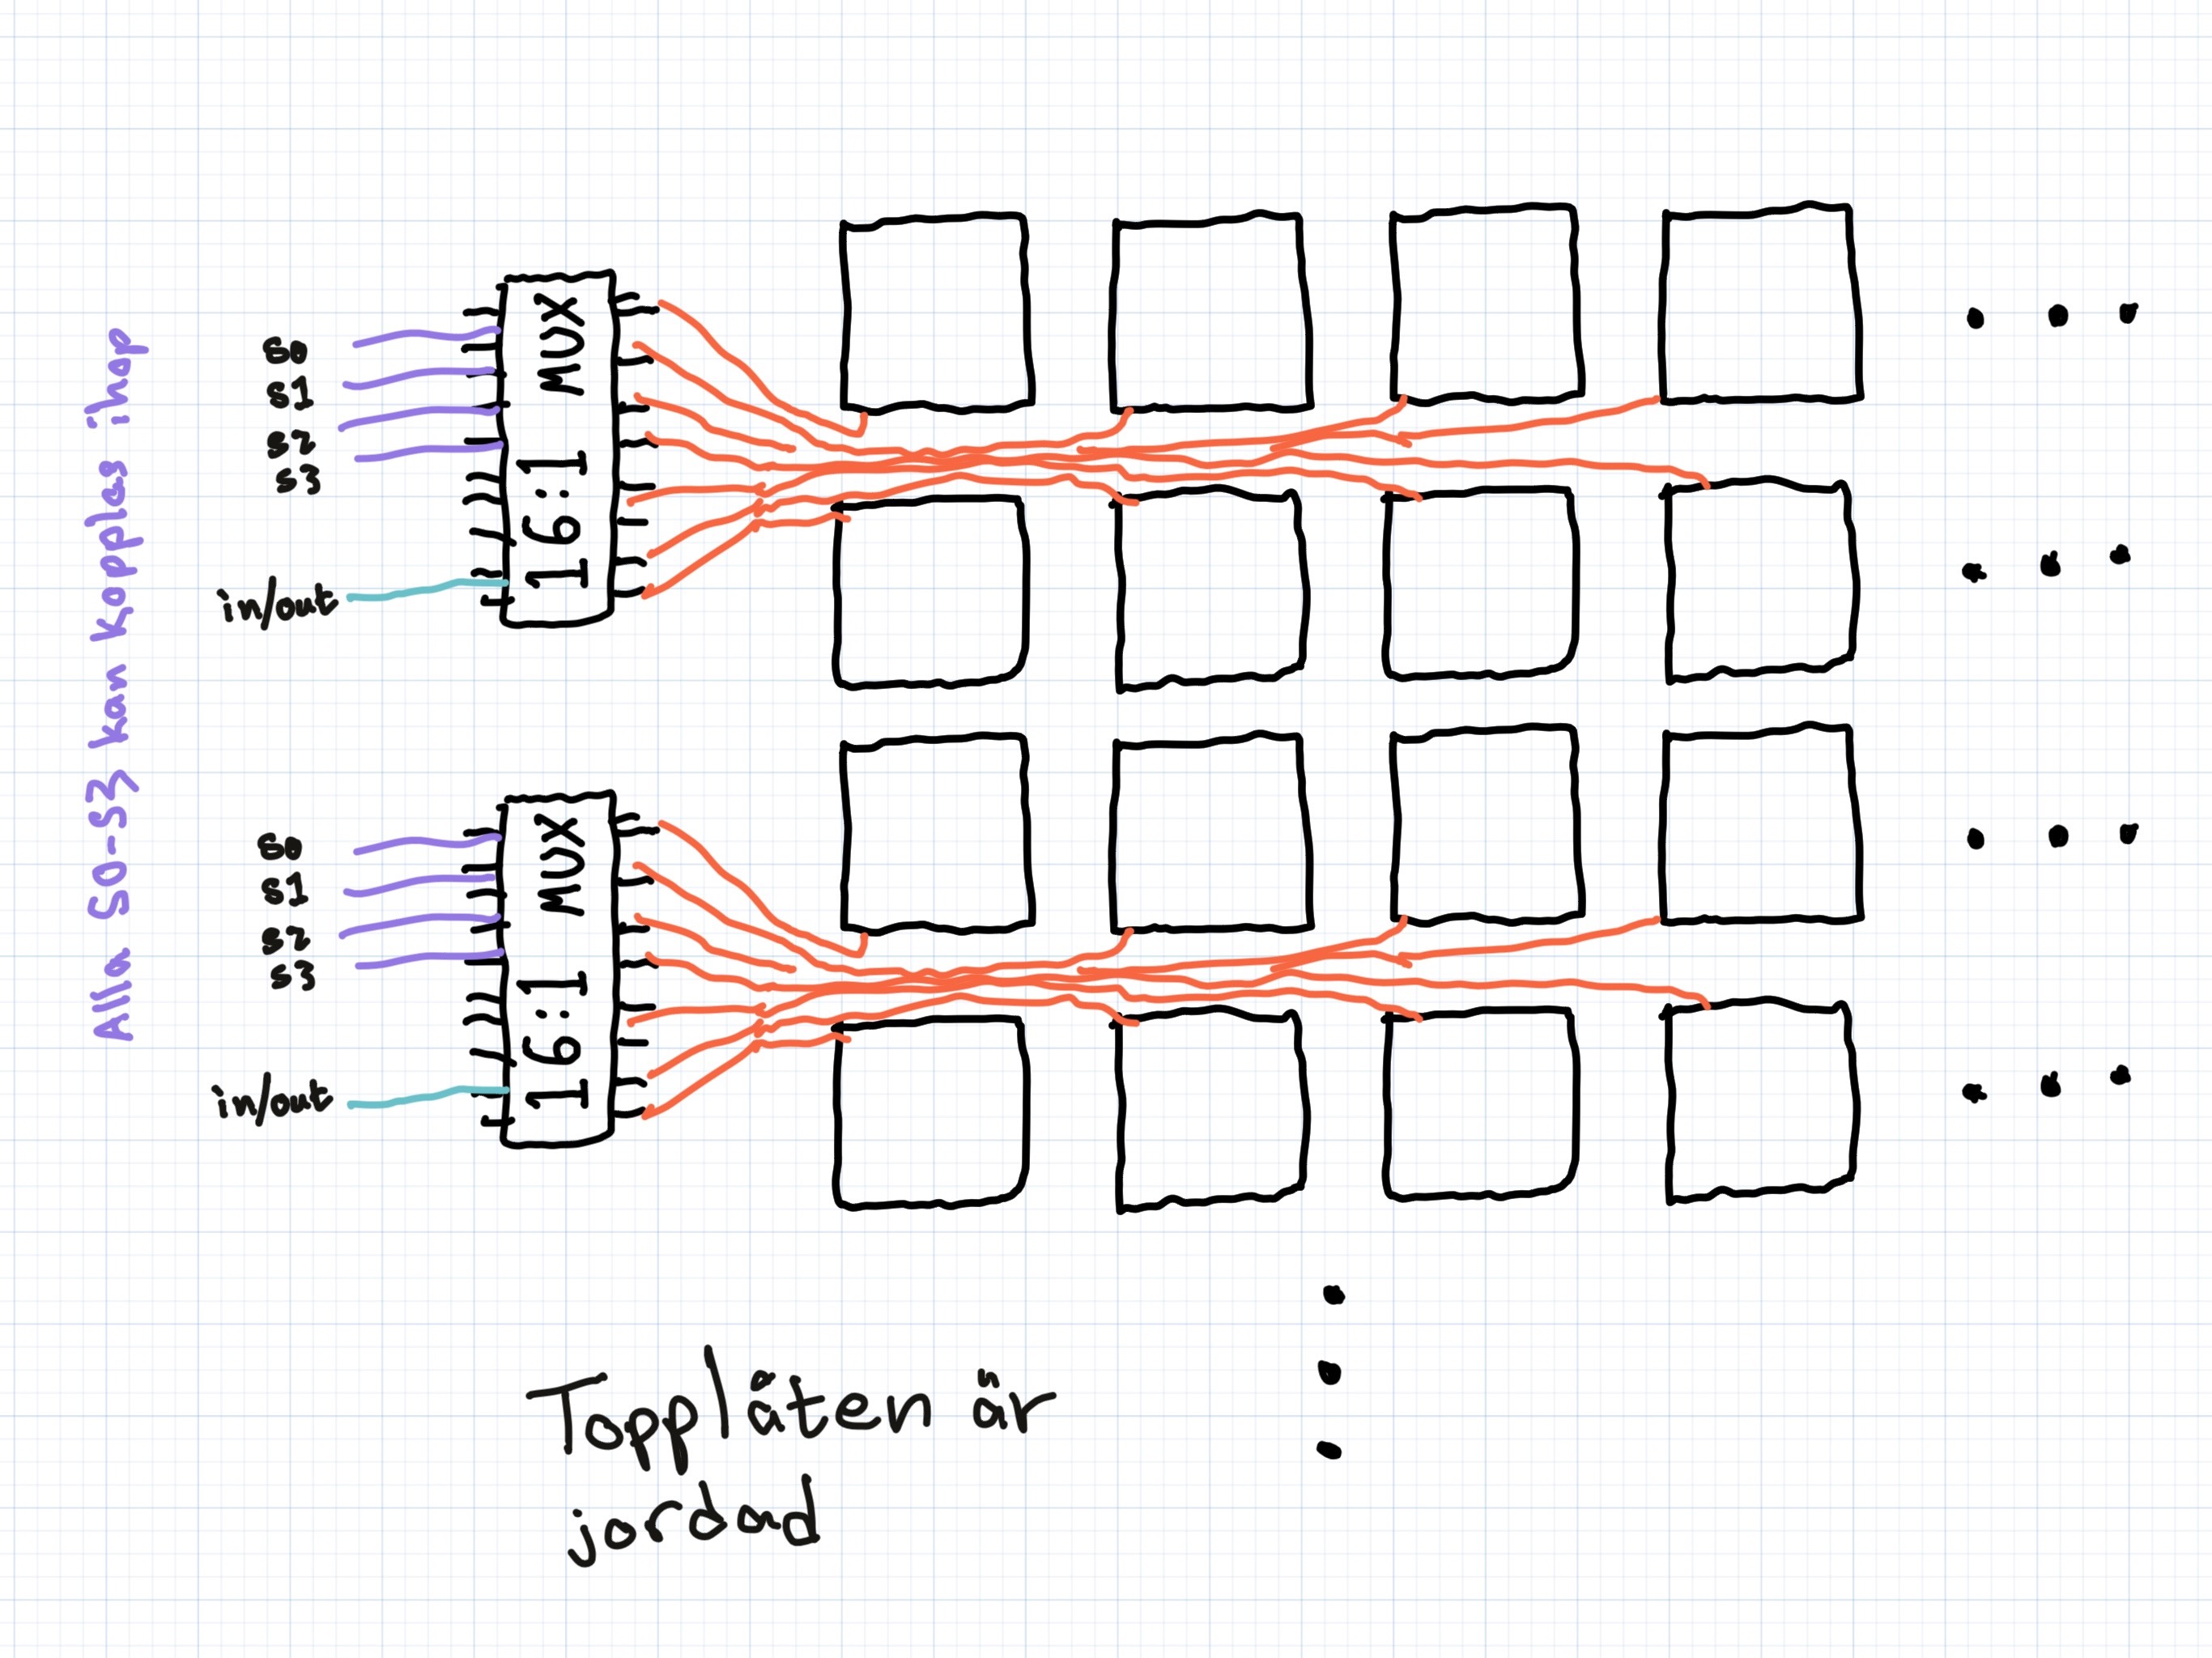 Alla S0-S3 kan kopplas ihop
S0
S1
S2
S3
in/out
16:1 MUX
S0
S1
S2
S3
in/out
16:1 MUX
Topplåten är
jordad